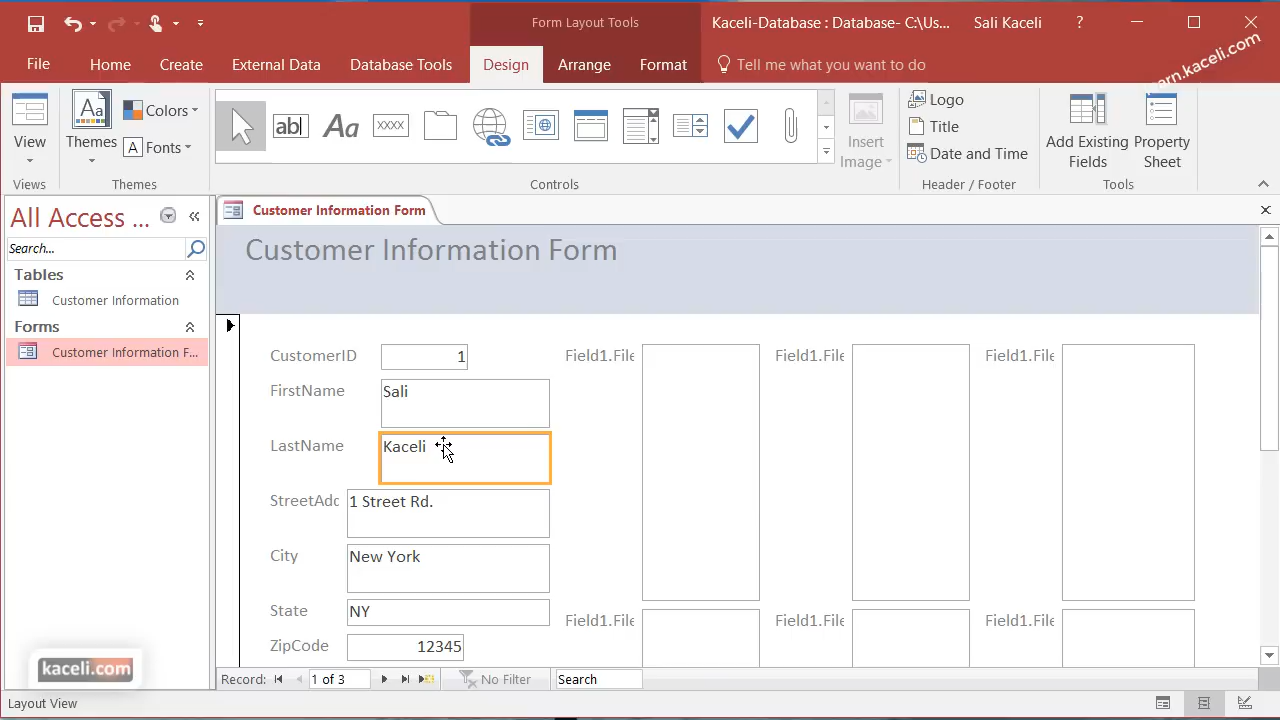 Form Layout Tools
Kaceli-Database : Database- C:\Us...
Sali Kaceli
?
File
Home
Create
External Data
Database Tools
Design
Arrange
Format
Tell me what you want to do
earn.kaceli.com
View
Themes
Colors
Fonts
ab|
Aa
XXXX
Insert
Image
Logo
Title
Date and Time
Add Existing
Fields
Property
Sheet
Views
Themes
Controls
Header / Footer
Tools
All Access ...
Search...
Tables
Customer Information
Forms
Customer Information F...
Customer Information Form
Customer Information Form
CustomerID
1
FirstName
Sali
LastName
Kaceli
StreetAdd
1 Street Rd.
City
New York
State
NY
ZipCode
12345
Field1.File
Field1.File
Field1.File
Field1.File
Field1.File
Field1.File
kaceli.com
Record:
1 of 3
No Filter
Search
Layout View